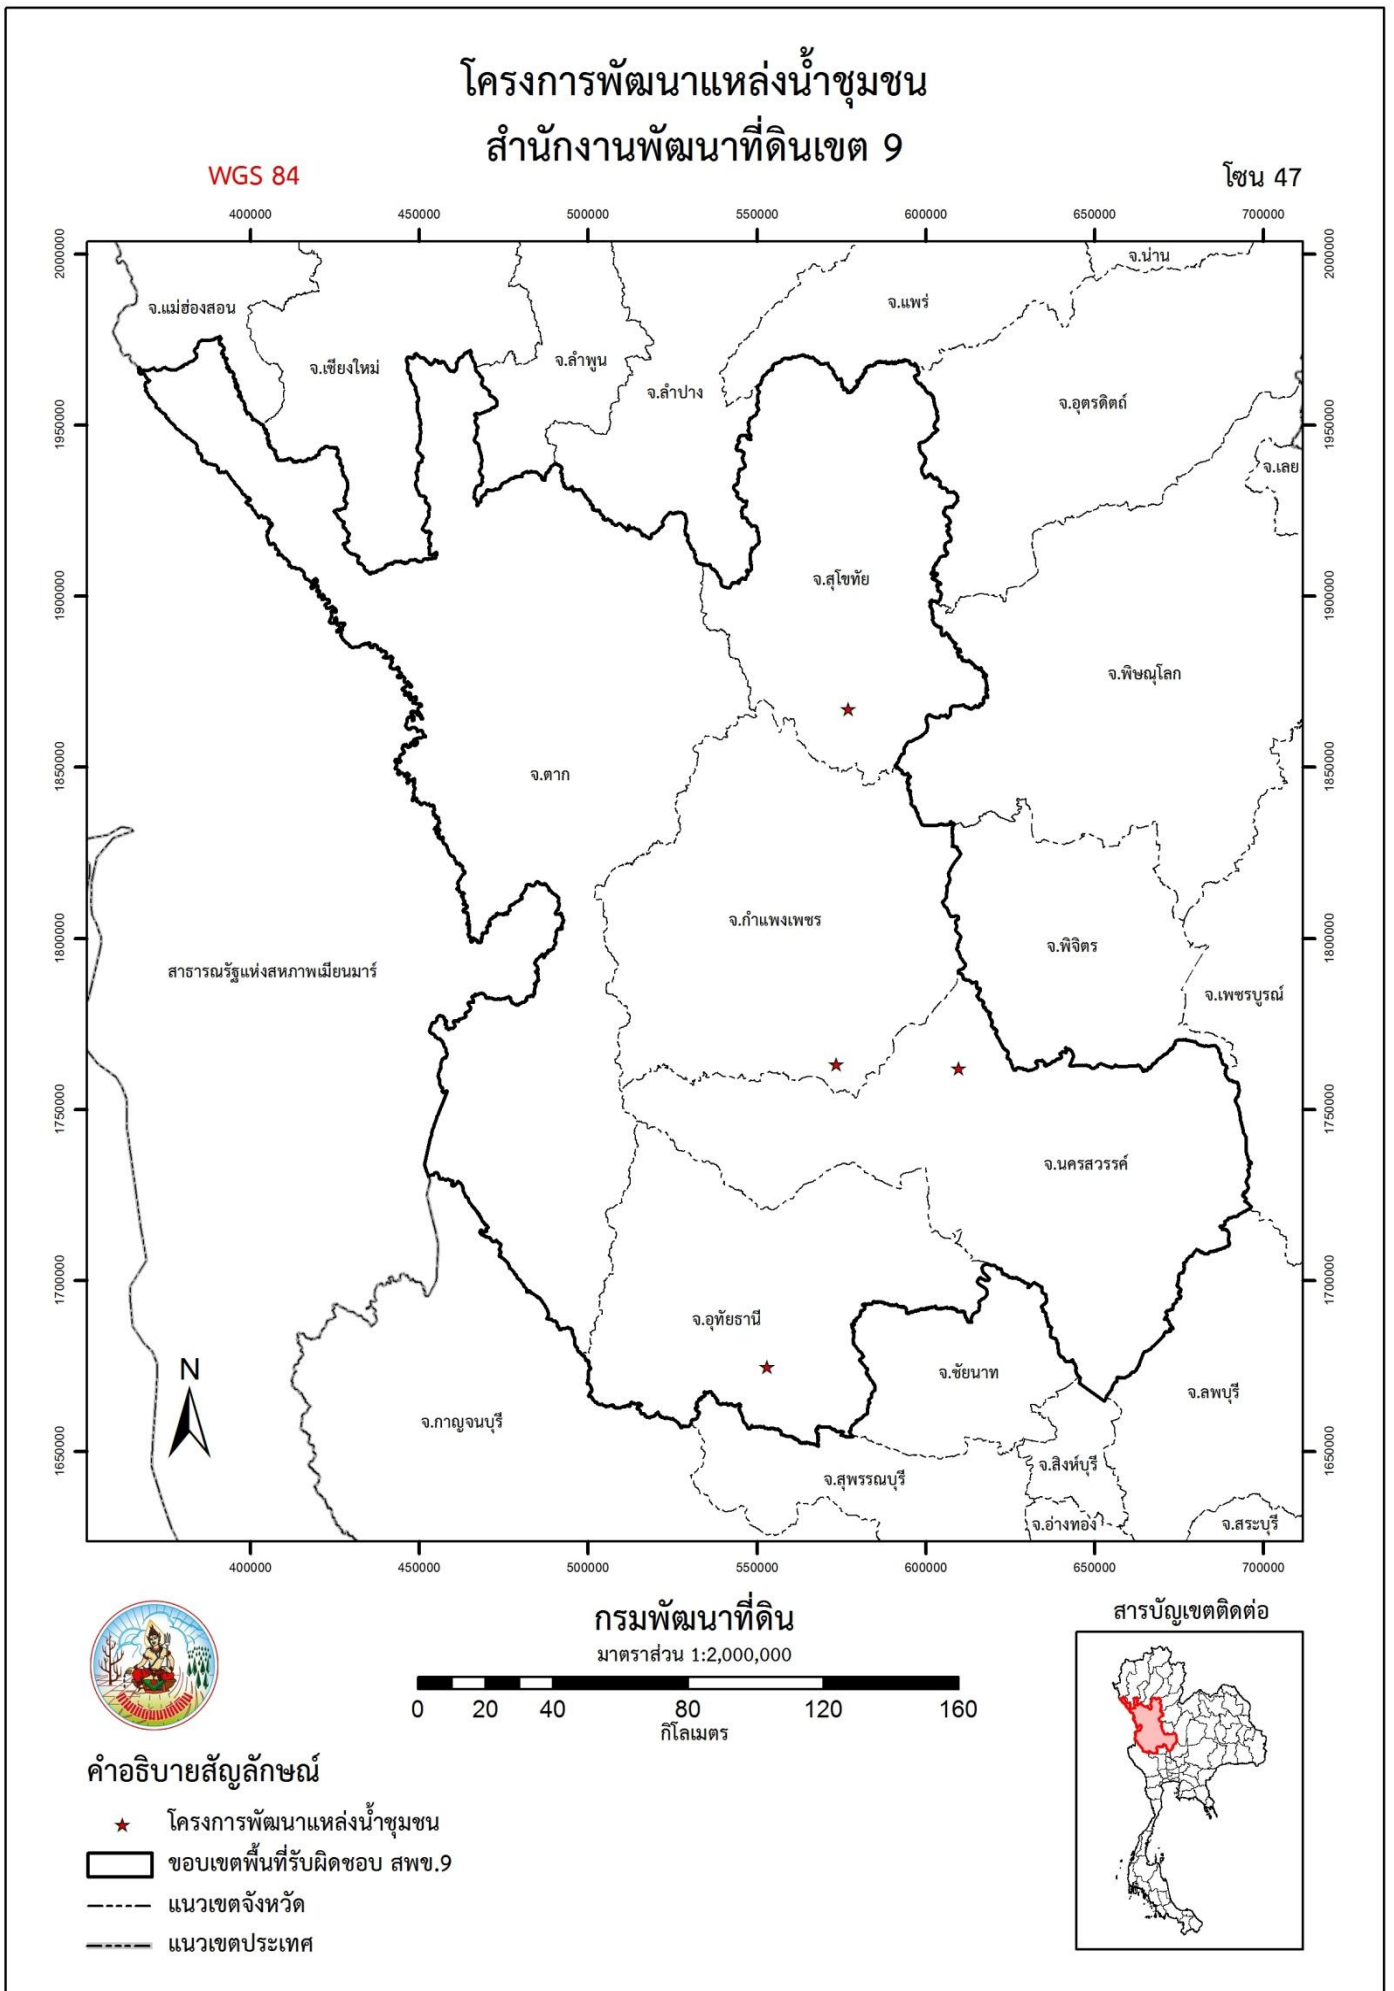 โครงการพัฒนาแหล่งน้ำชุมชน
สำนักงานพัฒนาที่ดินเขต 9
WGS 84
โซน 47
400000 450000 500000 550000 600000 650000 700000
2000000 2000000
จ.น่าน
จ.แม่ฮ่องสอน
จ.แพร่
จ.เชียงใหม่
จ.ลำพูน
จ.ลำปาง
จ.อุตรดิตถ์
1950000 1950000
จ.เลย
จ.สุโขทัย
1900000 1900000
จ.พิษณุโลก
จ.ตาก
1850000 1850000
จ.กำแพงเพชร
จ.พิจิตร
1800000 1800000
สาธารณรัฐแห่งสหภาพเมียนมาร์
จ.เพชรบูรณ์
1750000 1750000
จ.นครสวรรค์
1700000 1700000
จ.อุทัยธานี
จ.ชัยนาท
จ.ลพบุรี
จ.กาญจนบุรี
1650000 1650000
จ.สิงห์บุรี
จ.สุพรรณบุรี
จ.อ่างทอง
จ.สระบุรี
400000 450000 500000 550000 600000 650000 700000
N
กรมพัฒนาที่ดิน
มาตราส่วน 1:2,000,000
0 20 40 80 120 160
กิโลเมตร
สารบัญเขตติดต่อ
กรมพัฒนาที่ดิน
คำอธิบายสัญลักษณ์
โครงการพัฒนาแหล่งน้ำชุมชน
ขอบเขตพื้นที่รับผิดชอบ สพข.9
แนวเขตจังหวัด
แนวเขตประเทศ